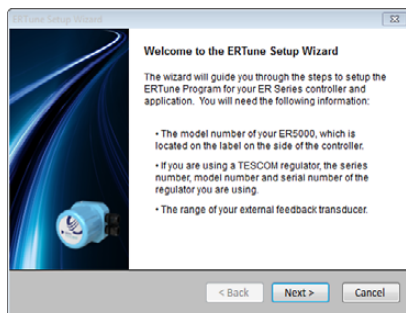 ERTune Setup Wizard
Welcome to the ERTune Setup Wizard
The wizard will guide you through the steps to setup the
ERTune Program for your ER Series controller and
application. You will need the following information:
• The model number of your ER5000, which is
located on the label on the side of the controller.
• If you are using a TESCOM regulator, the series
number, model number and serial number of the
regulator you are using.
• The range of your external feedback transducer.
< Back Next > Cancel